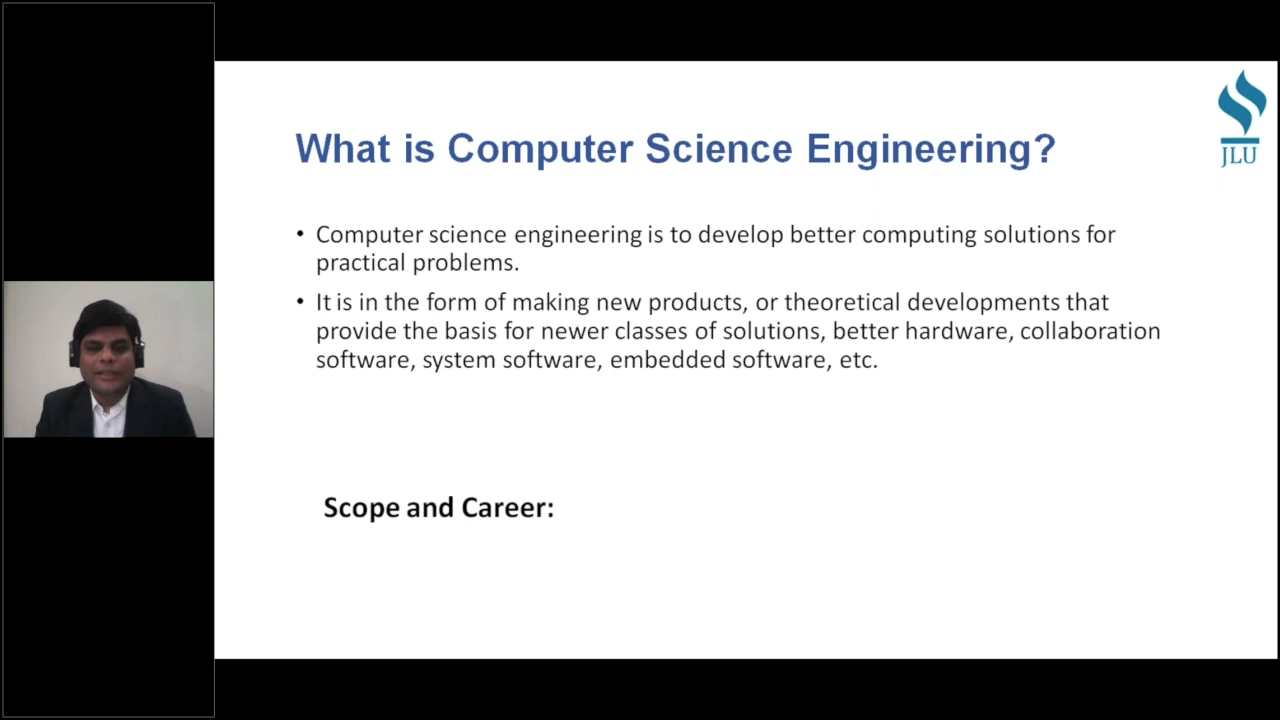 JLU
What is Computer Science Engineering?
• Computer science engineering is to develop better computing solutions for
practical problems.
• It is in the form of making new products, or theoretical developments that
provide the basis for newer classes of solutions, better hardware, collaboration
software, system software, embedded software, etc.
Scope and Career: